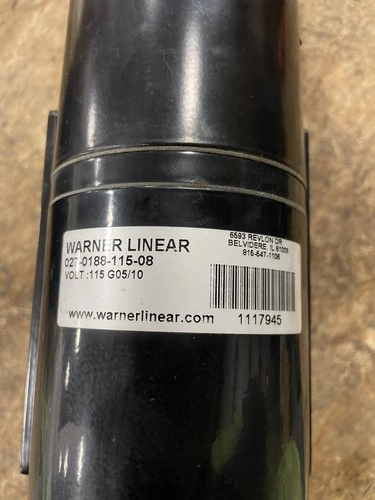 WARNER LINEAR
027-0188-115-08
VOLT :115 G05/10
6593 REVLON DR
BELVIDERE, IL 61008
815-547-1106
www.warnerlinear.com
1117945